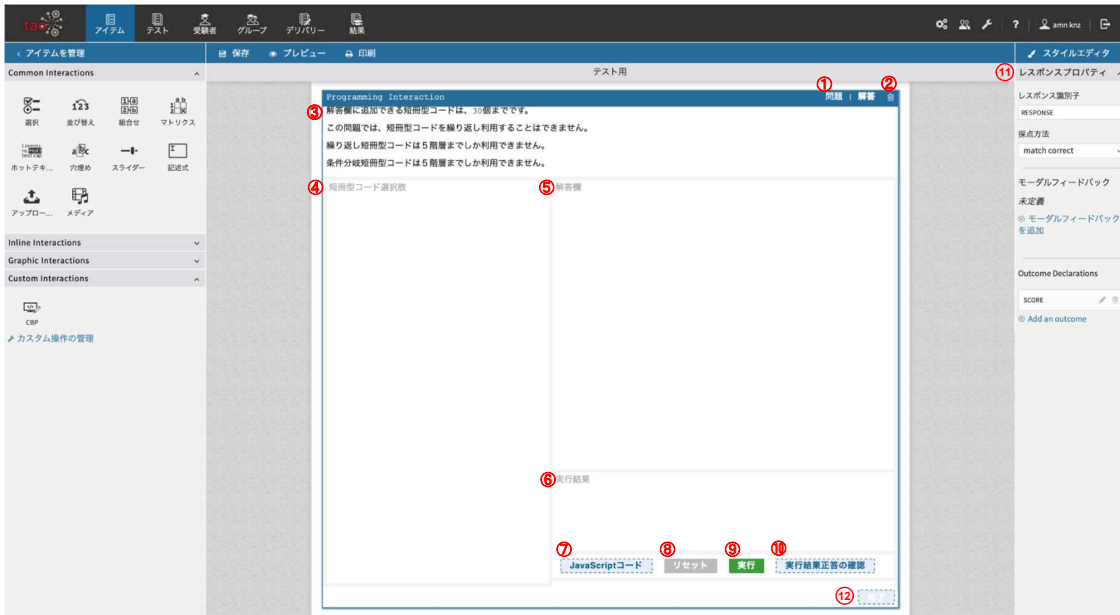 tao
アイテム
テスト
受験者
グループ
デリバリー
結果
?
amn knz
< アイテムを管理
保存
プレビュー
印刷
スタイルエディタ
Common Interactions
選択
並び替え
組合せ
マトリクス
ホットテキ...
穴埋め
スライダー
記述式
アップロー...
メディア
Inline Interactions
Graphic Interactions
Custom Interactions
CBP
カスタム操作の管理
テスト用
① ②
Programming Interaction 問題 | 解答
③ 解答欄に追加できる短冊型コードは、30個までです。
この問題では、短冊型コードを繰り返し利用することはできません。
繰り返し短冊型コードは５階層までしか利用できません。
条件分岐短冊型コードは５階層までしか利用できません。
④ 短冊型コード選択肢
⑤ 解答欄
⑥ 実行結果
⑦ ⑧ ⑨ ⑩
JavaScriptコード リセット 実行 実行結果正答の確認
⑫
⑪ レスポンスプロパティ
レスポンス識別子
RESPONSE
採点方法
match correct
モーダルフィードバック
未定義
モーダルフィードバック
を追加
Outcome Declarations
SCORE
Add an outcome